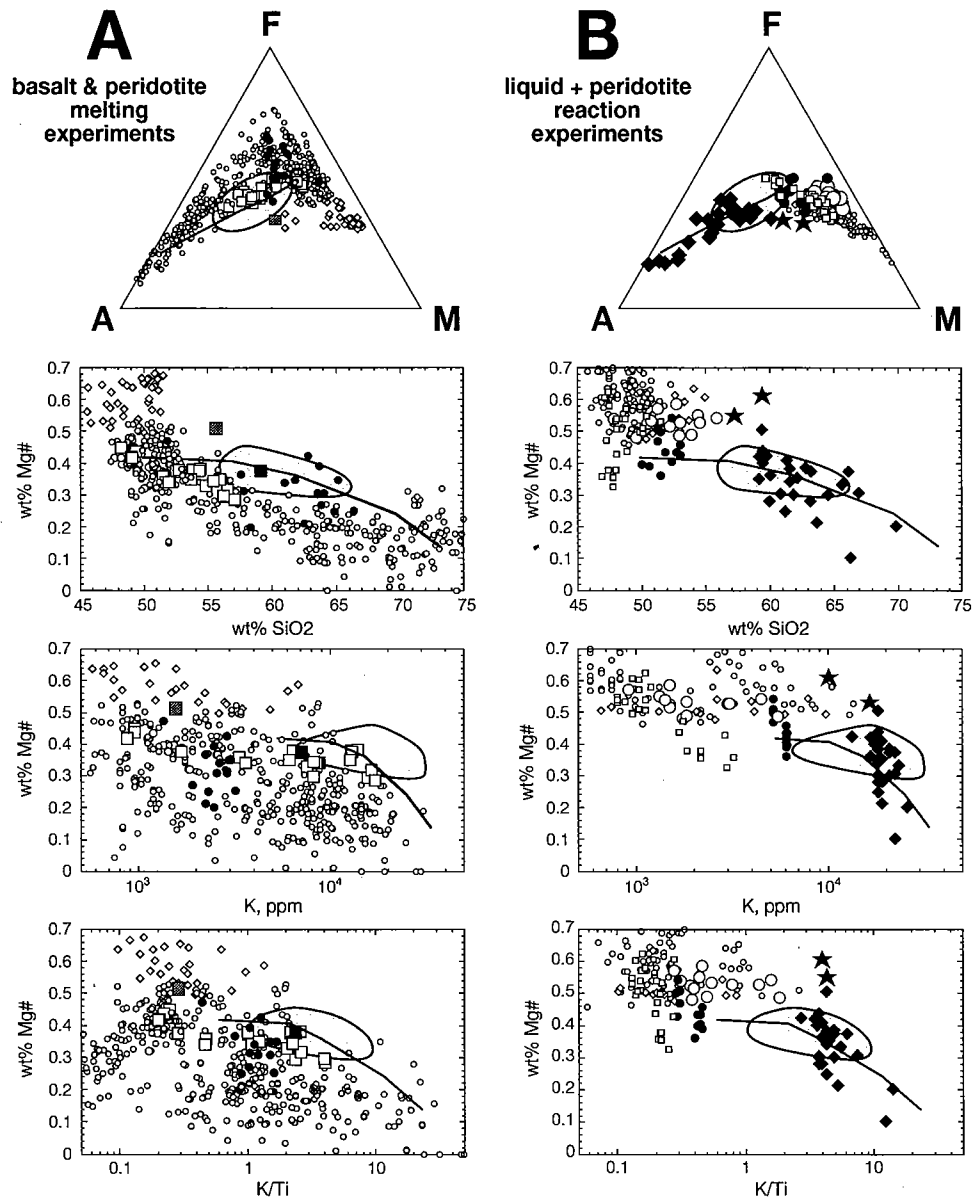 A
F
basalt & peridotite
melting
experiments
A
M
B
F
liquid + peridotite
reaction
experiments
A
M
0.7
0.6
0.5
0.4
0.3
0.2
0.1
0
wt% Mg#
45
50
55
60
65
70
75
wt% SiO2
0.7
0.6
0.5
0.4
0.3
0.2
0.1
0
wt% Mg#
45
50
55
60
65
70
75
wt% SiO2
0.7
0.6
0.5
0.4
0.3
0.2
0.1
0
wt% Mg#
10³
10⁴
K, ppm
0.7
0.6
0.5
0.4
0.3
0.2
0.1
0
wt% Mg#
10³
10⁴
K, ppm
0.7
0.6
0.5
0.4
0.3
0.2
0.1
0
wt% Mg#
0.1
1
10
K/Ti
0.7
0.6
0.5
0.4
0.3
0.2
0.1
0
wt% Mg#
0.1
1
10
K/Ti